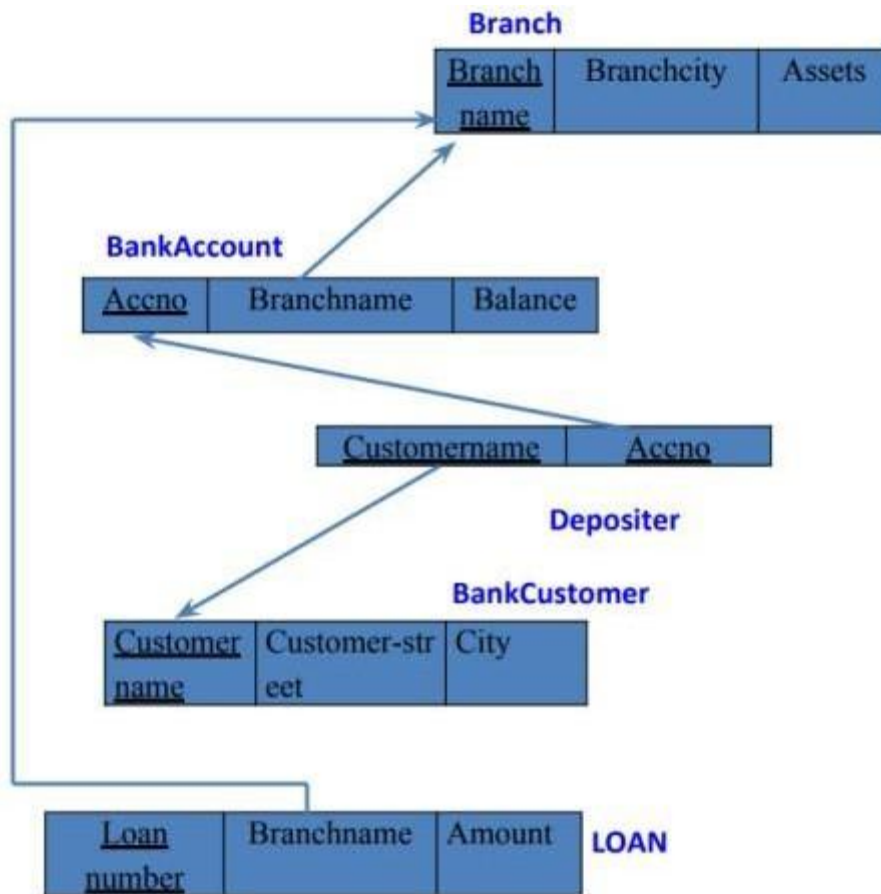 Branch
Branch Branchcity Assets
name
BankAccount
Accno Branchname Balance
Customername Accno
Depositer
BankCustomer
Customer Customer-str City
name eet
Loan Branchname Amount LOAN
number